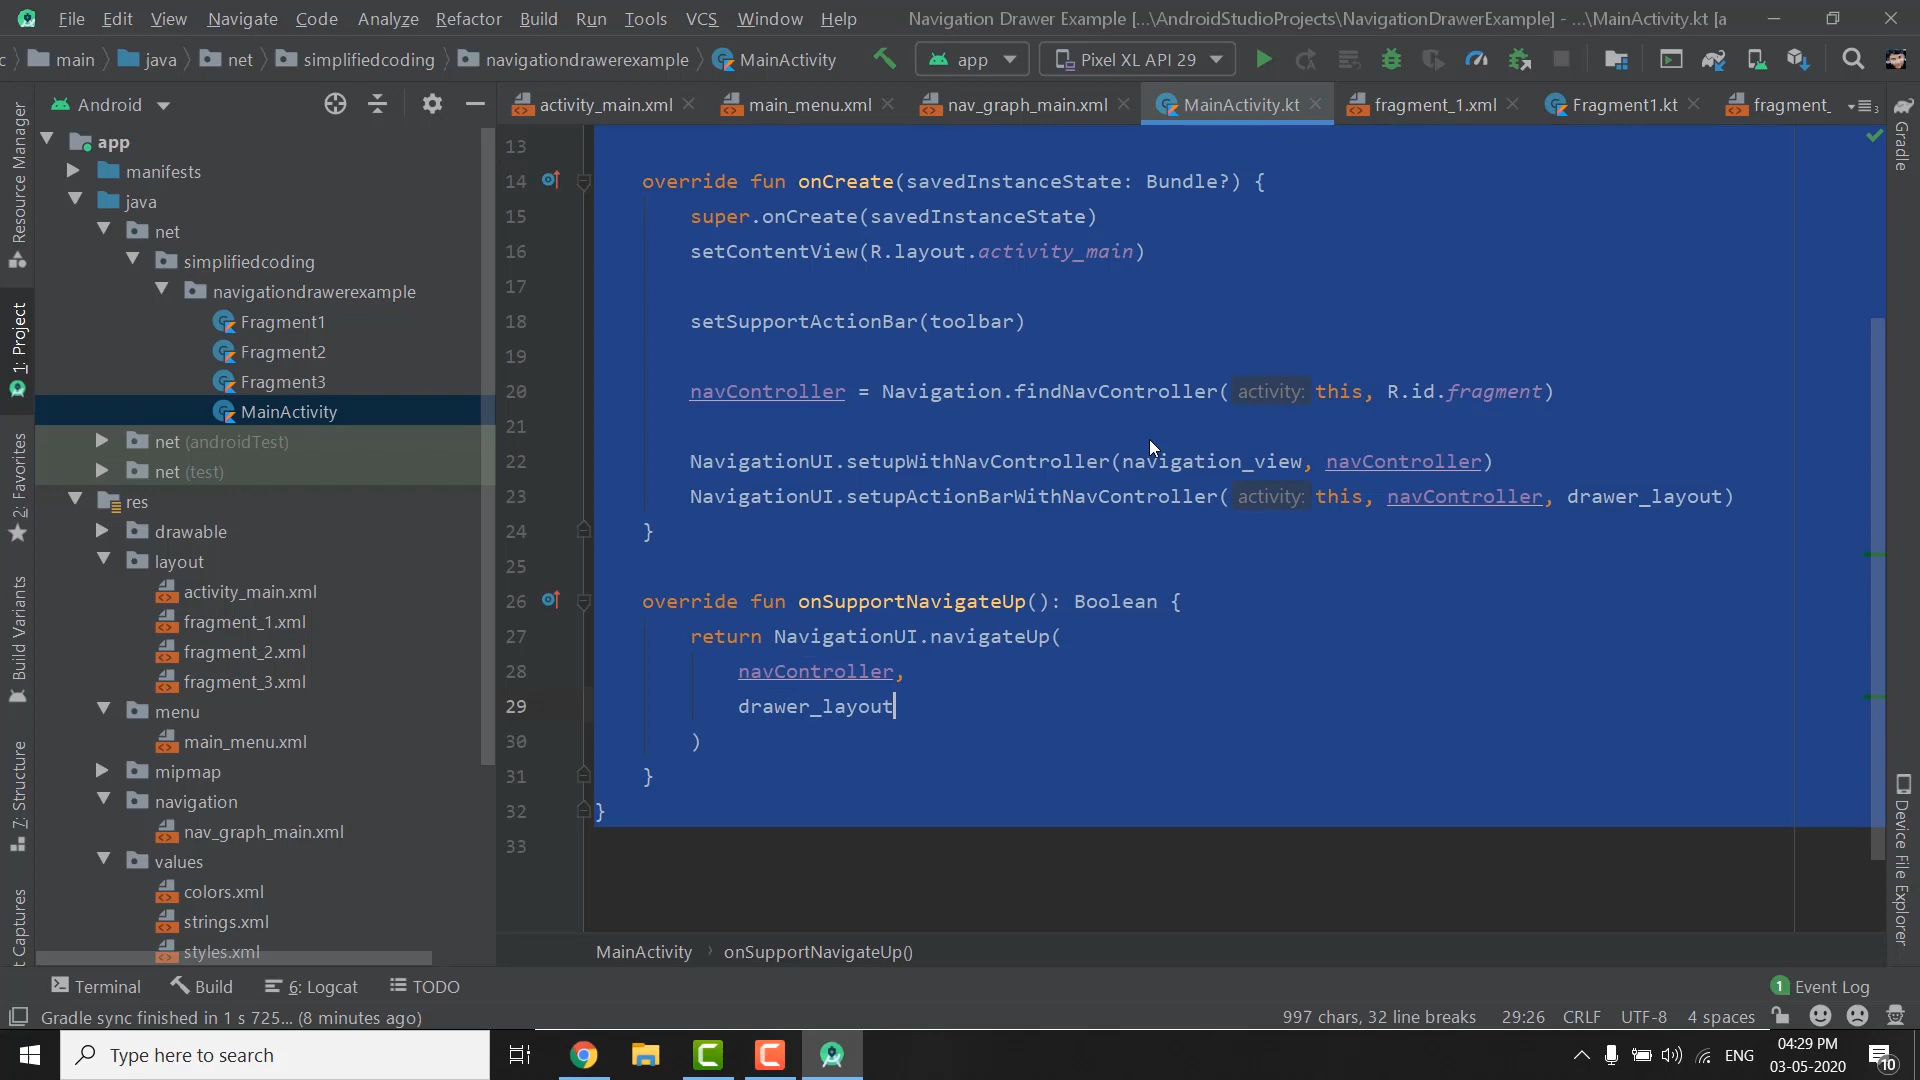 File Edit View Navigate Code Analyze Refactor Build Run Tools VCS Window Help Navigation Drawer Example [...\AndroidStudioProjects\NavigationDrawerExample] - ...\MainActivity.kt [a
c main java net simplifiedcoding navigationdrawerexample MainActivity app Pixel XL API 29
Android activity_main.xml main_menu.xml nav_graph_main.xml MainActivity.kt fragment_1.xml Fragment1.kt fragment_ 3
Resource Manager
1: Project
2: Favorites
Build Variants
7: Structure
t Captures
app
manifests
java
net
simplifiedcoding
navigationdrawerexample
Fragment1
Fragment2
Fragment3
MainActivity
net (androidTest)
net (test)
res
drawable
layout
activity_main.xml
fragment_1.xml
fragment_2.xml
fragment_3.xml
menu
main_menu.xml
mipmap
navigation
nav_graph_main.xml
values
colors.xml
strings.xml
styles.xml
13
14 override fun onCreate(savedInstanceState: Bundle?) {
15 super.onCreate(savedInstanceState)
16 setContentView(R.layout.activity_main)
17
18 setSupportActionBar(toolbar)
19
20 navController = Navigation.findNavController( activity: this, R.id.fragment)
21
22 NavigationUI.setupWithNavController(navigation_view, navController)
23 NavigationUI.setupActionBarWithNavController( activity: this, navController, drawer_layout)
24 }
25
26 override fun onSupportNavigateUp(): Boolean {
27 return NavigationUI.navigateUp(
28 navController,
29 drawer_layout
30 )
31 }
32 }
33
Gradle
Device File Explorer
MainActivity onSupportNavigateUp()
Terminal Build 6: Logcat TODO 1 Event Log
Gradle sync finished in 1 s 725... (8 minutes ago) 997 chars, 32 line breaks 29:26 CRLF UTF-8 4 spaces
Type here to search ENG 04:29 PM
03-05-2020 10